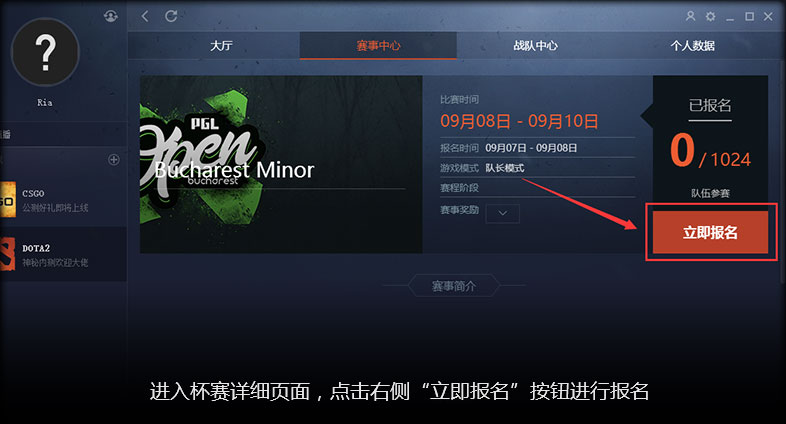 大厅
赛事中心
战队中心
个人数据
?
Ria
播
CSGO
公测好礼即将上线
DOTA2
神秘内测欢迎大佬
PGL
Open
bucharest
Bucharest Minor
比赛时间
09月08日 - 09月10日
报名时间 09月07日 - 09月08日
游戏模式 队长模式
赛程阶段
赛事奖励
已报名
0 / 1024
队伍参赛
立即报名
赛事简介
进入杯赛详细页面，点击右侧“立即报名”按钮进行报名